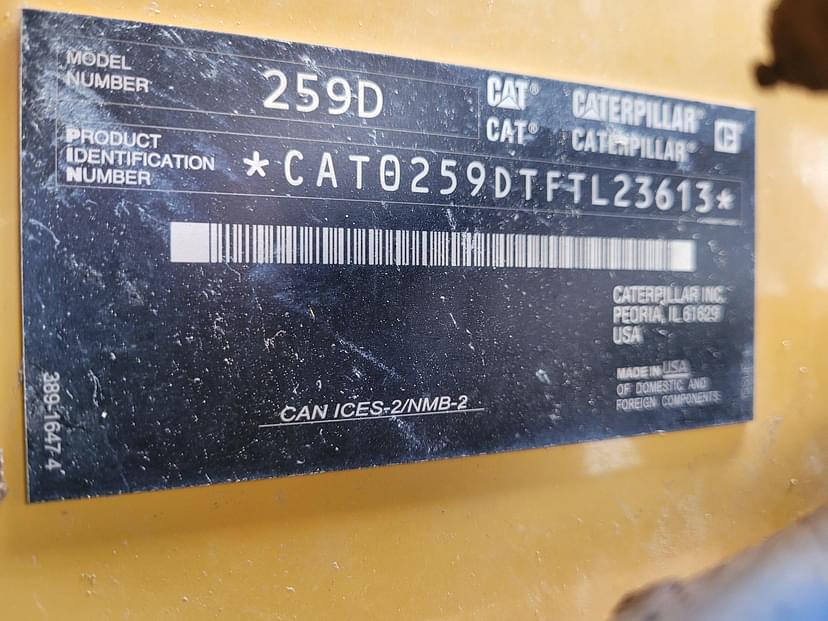 MODEL
NUMBER
259D
CAT® CATERPILLAR® C
CAT® CATERPILLAR®
PRODUCT
IDENTIFICATION
NUMBER
*CAT0259DTFTL23613*
CATERPILLAR INC.
PEORIA, IL 61629
USA
MADE IN USA
OF DOMESTIC AND
FOREIGN COMPONENTS
CAN ICES-2/NMB-2
389-1647-4